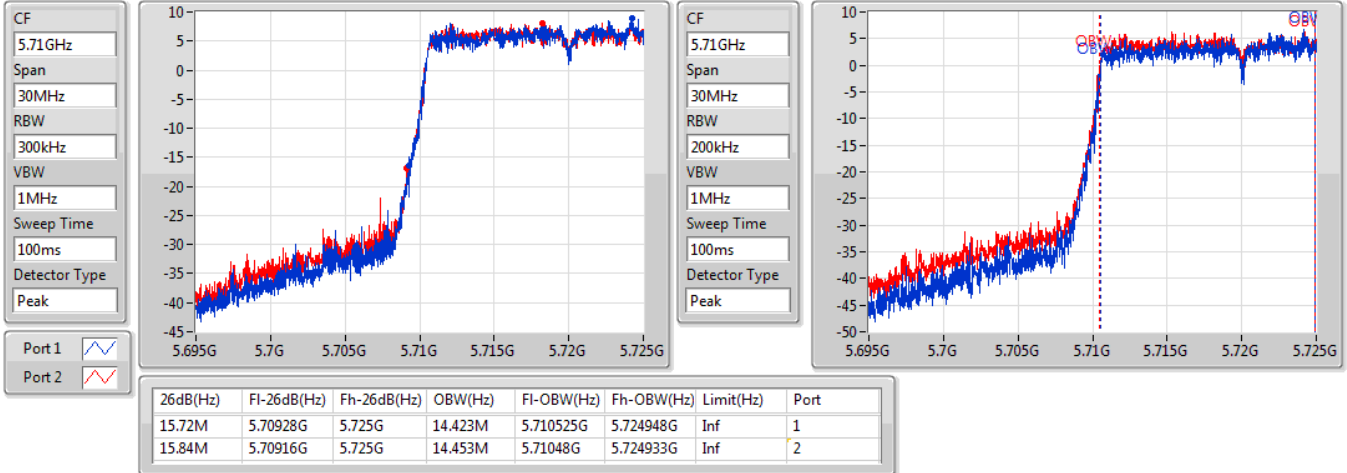 CF
5.71GHz
Span
30MHz
RBW
300kHz
VBW
1MHz
Sweep Time
100ms
Detector Type
Peak
Port 1
Port 2
10
5
0
-5
-10
-15
-20
-25
-30
-35
-40
-45
5.695G 5.7G 5.705G 5.71G 5.715G 5.72G 5.725G
CF
5.71GHz
Span
30MHz
RBW
200kHz
VBW
1MHz
Sweep Time
100ms
Detector Type
Peak
10
5
0
-5
-10
-15
-20
-25
-30
-35
-40
-45
-50
OBW
OBW
OBW
OBW
5.695G 5.7G 5.705G 5.71G 5.715G 5.72G 5.725G
26dB(Hz) Fl-26dB(Hz) Fh-26dB(Hz) OBW(Hz) Fl-OBW(Hz) Fh-OBW(Hz) Limit(Hz) Port
15.72M 5.70928G 5.725G 14.423M 5.710525G 5.724948G Inf 1
15.84M 5.70916G 5.725G 14.453M 5.71048G 5.724933G Inf 2